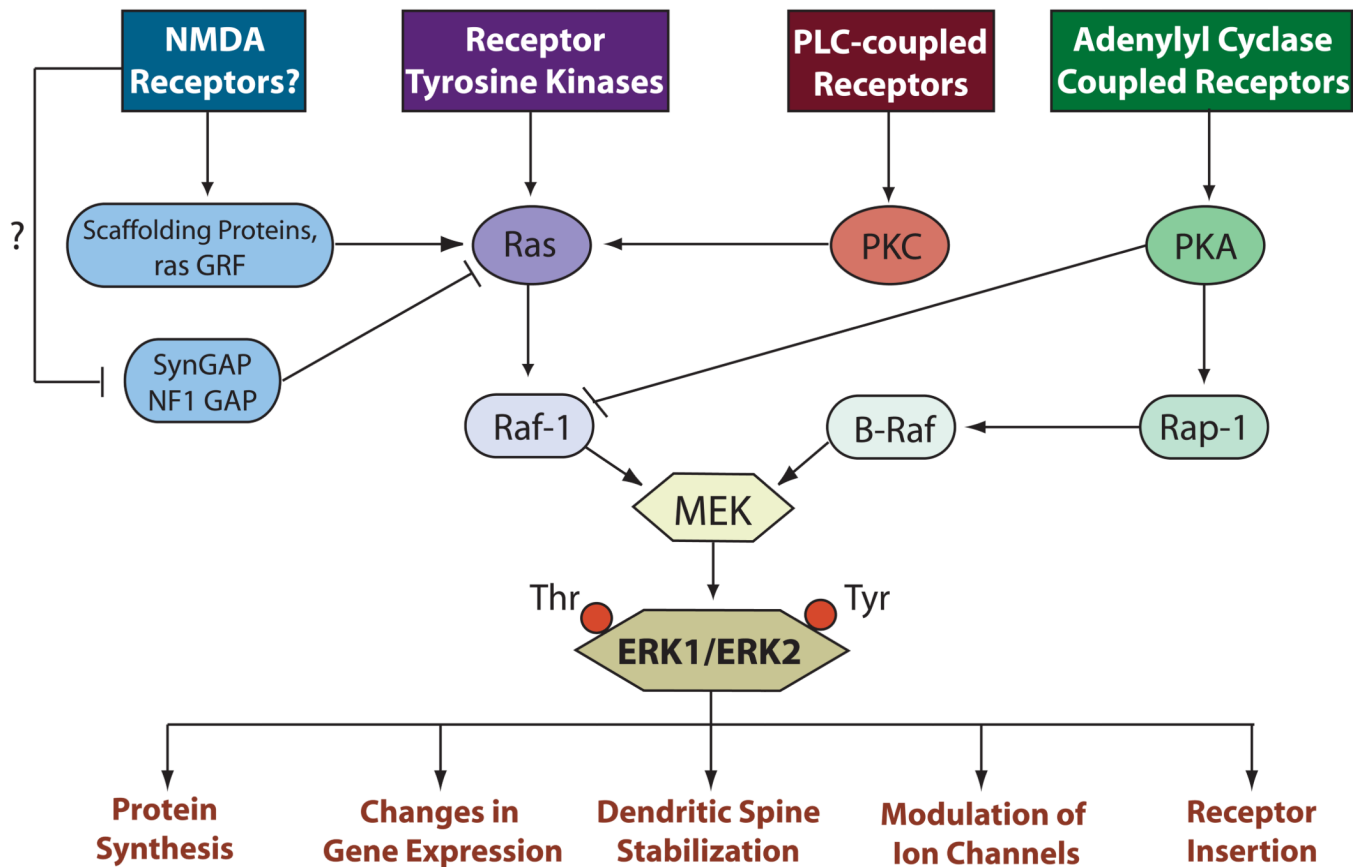 NMDA
Receptors?
Receptor
Tyrosine Kinases
PLC-coupled
Receptors
Adenylyl Cyclase
Coupled Receptors
?
Scaffolding Proteins,
ras GRF
Ras
PKC
PKA
SynGAP
NF1 GAP
Raf-1
B-Raf
Rap-1
MEK
Thr
Tyr
ERK1/ERK2
Protein
Synthesis
Changes in
Gene Expression
Dendritic Spine
Stabilization
Modulation of
Ion Channels
Receptor
Insertion